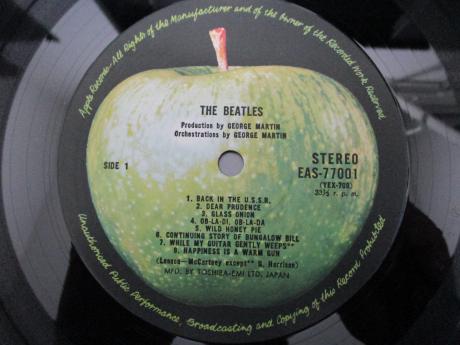 Apple Records-All Rights of the Manufacturer and of the Owner of the Recorded Work Reserved
THE BEATLES
Production by GEORGE MARTIN
Orchestrations by GEORGE MARTIN
SIDE 1
STEREO
EAS-77001
(YEX-709)
33⅓ r. p. m.
1. BACK IN THE U.S.S.R.
2. DEAR PRUDENCE
3. GLASS ONION
4. OB-LA-DI, OB-LA-DA
5. WILD HONEY PIE
6. CONTINUING STORY OF BUNGALOW BILL
7. WHILE MY GUITAR GENTLY WEEPS**
8. HAPPINESS IS A WARM GUN
(Lennon-McCartney except** G. Harrison)
MFD. BY TOSHIBA-EMI LTD. JAPAN
Unauthorised Public Performance, Broadcasting and Copying of this Record Prohibited